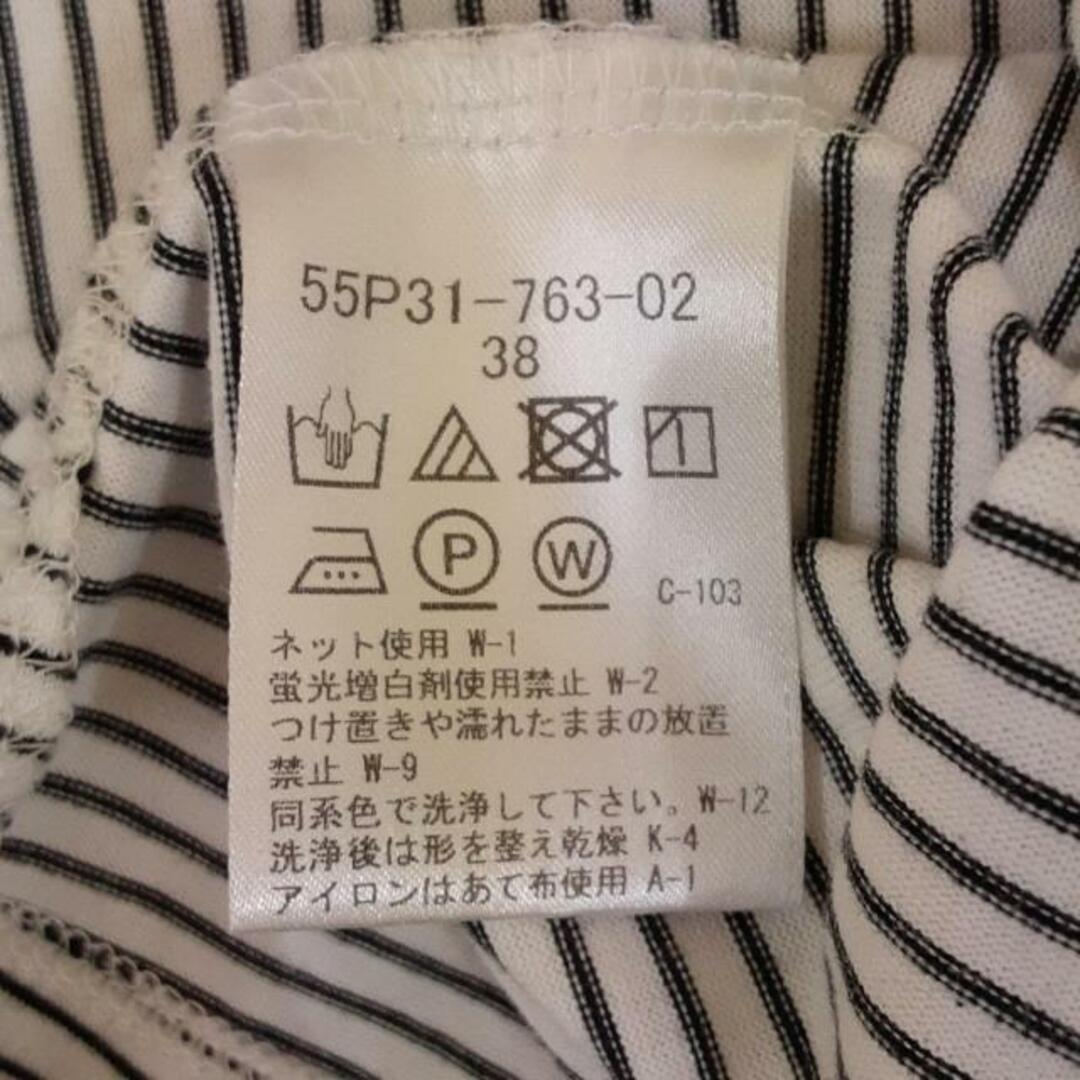 55P31-763-02
38
1
P W C-103
ネット使用 W-1
蛍光増白剤使用禁止 W-2
つけ置きや濡れたままの放置
禁止 W-9
同系色で洗浄して下さい。W-12
洗浄後は形を整え乾燥 K-4
アイロンはあて布使用 A-1